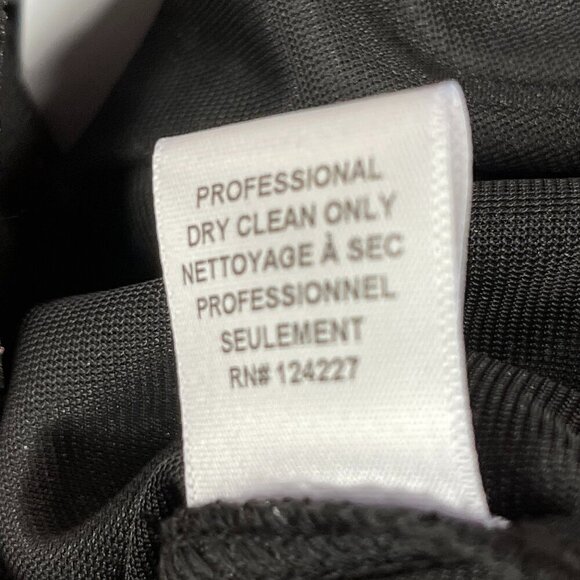 PROFESSIONAL
DRY CLEAN ONLY
NETTOYAGE À SEC
PROFESSIONNEL
SEULEMENT
RN# 124227